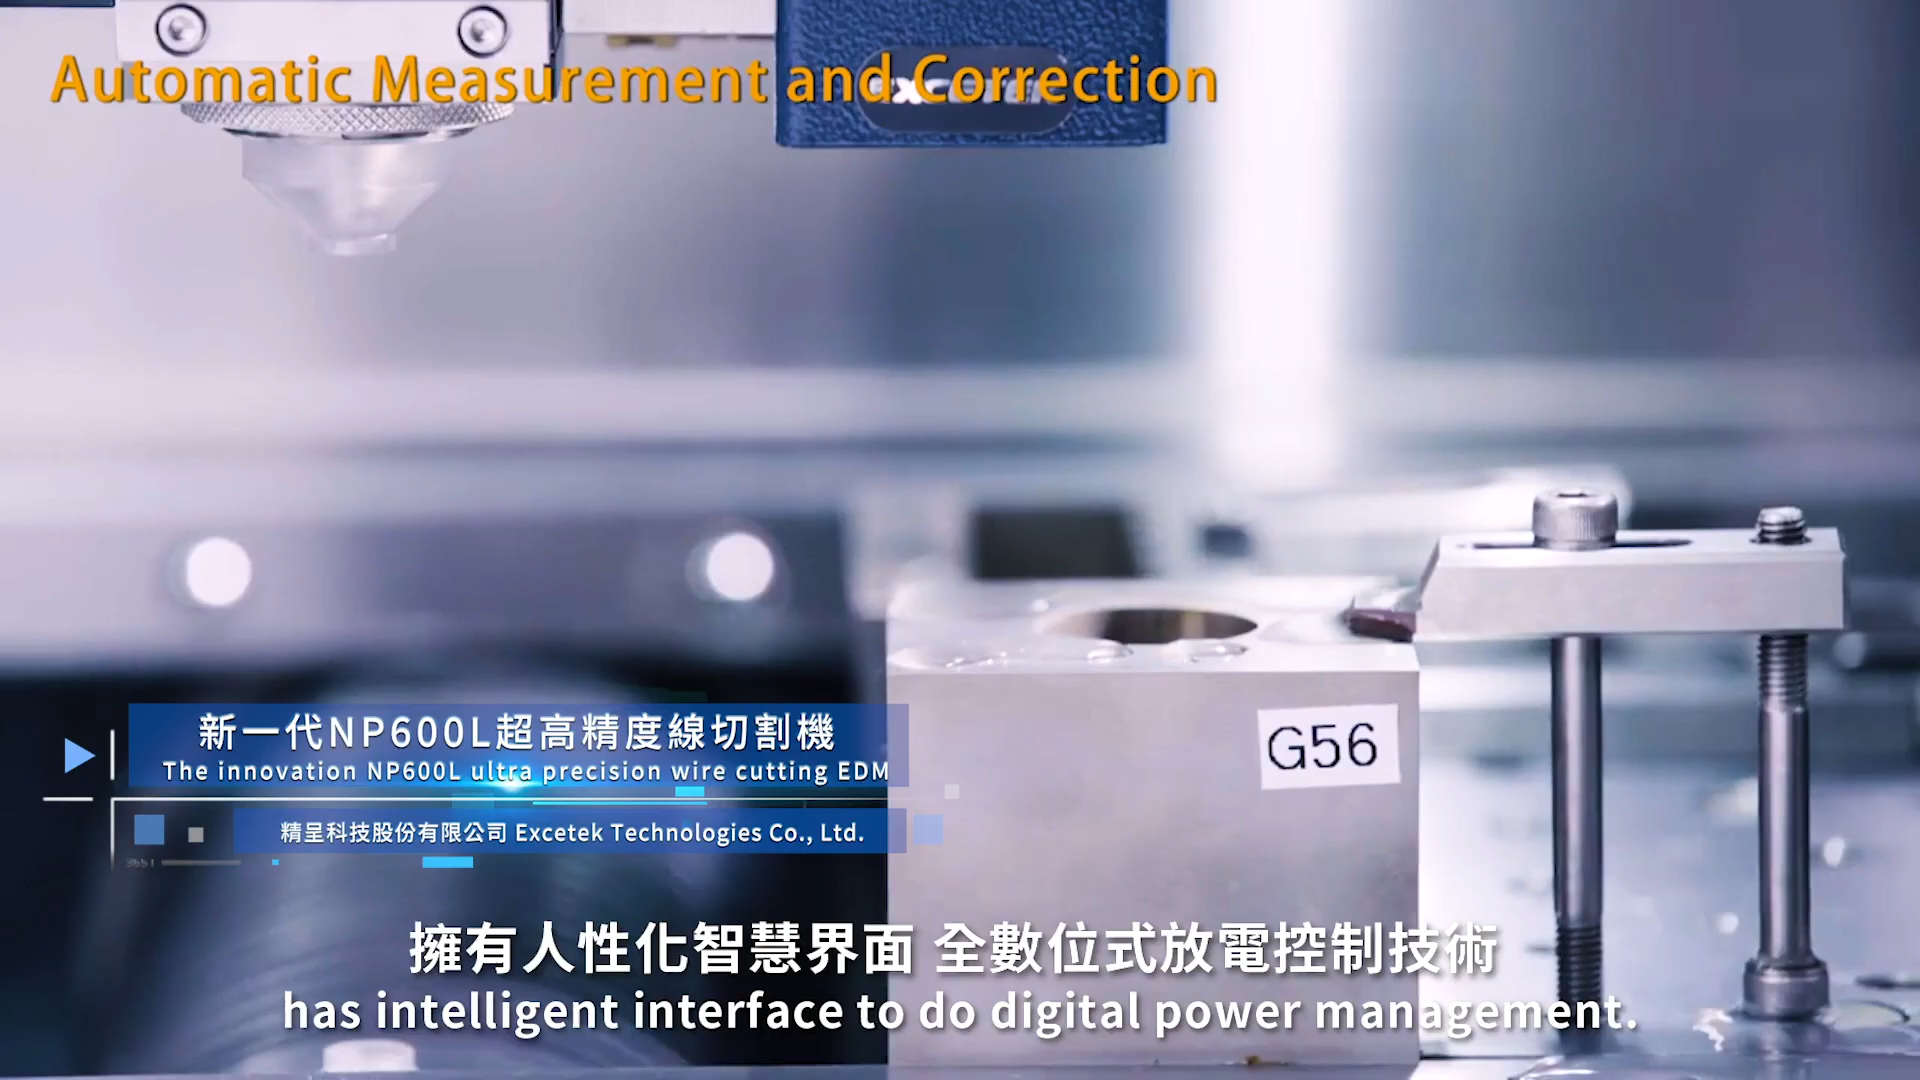 Automatic Measurement and Correction
G56
新一代NP600L超高精度線切割機
The innovation NP600L ultra precision wire cutting EDM
精呈科技股份有限公司 Excetek Technologies Co., Ltd.
擁有人性化智慧界面 全數位式放電控制技術
has intelligent interface to do digital power management.